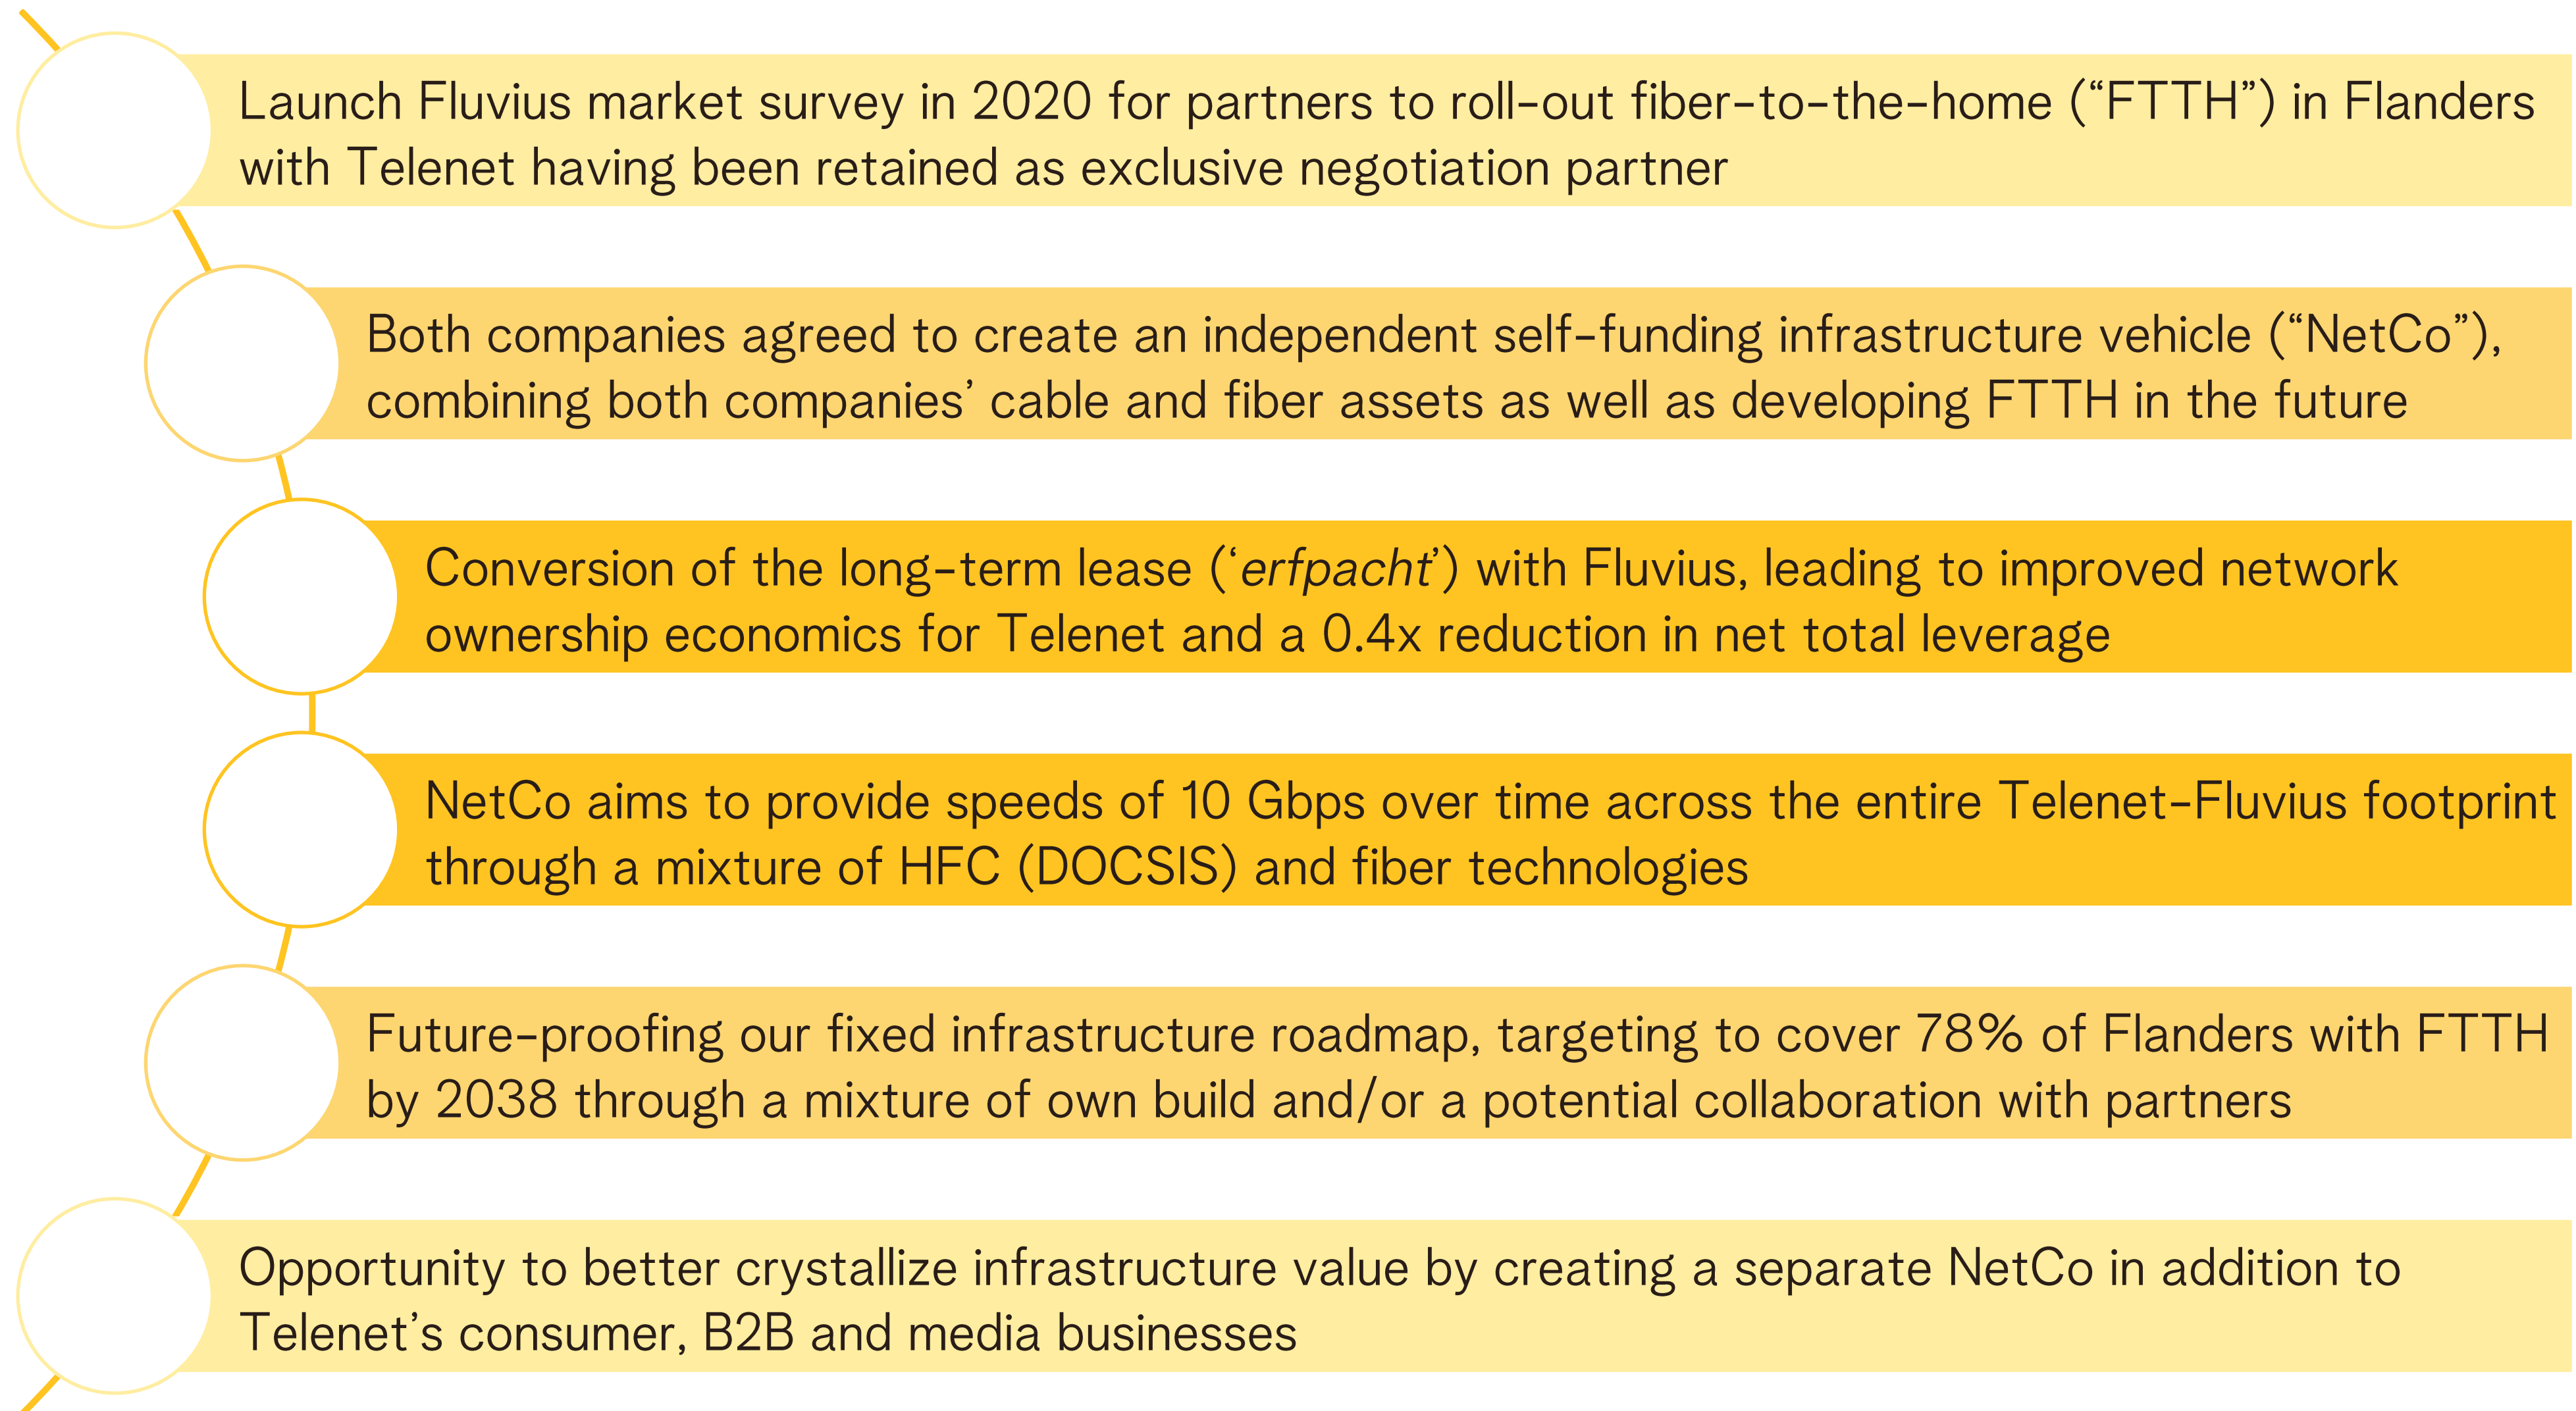 Launch Fluvius market survey in 2020 for partners to roll-out fiber-to-the-home (“FTTH”) in Flanders
with Telenet having been retained as exclusive negotiation partner
Both companies agreed to create an independent self-funding infrastructure vehicle (“NetCo”),
combining both companies’ cable and fiber assets as well as developing FTTH in the future
Conversion of the long-term lease (‘erfpacht’) with Fluvius, leading to improved network
ownership economics for Telenet and a 0.4x reduction in net total leverage
NetCo aims to provide speeds of 10 Gbps over time across the entire Telenet-Fluvius footprint
through a mixture of HFC (DOCSIS) and fiber technologies
Future-proofing our fixed infrastructure roadmap, targeting to cover 78% of Flanders with FTTH
by 2038 through a mixture of own build and/or a potential collaboration with partners
Opportunity to better crystallize infrastructure value by creating a separate NetCo in addition to
Telenet’s consumer, B2B and media businesses